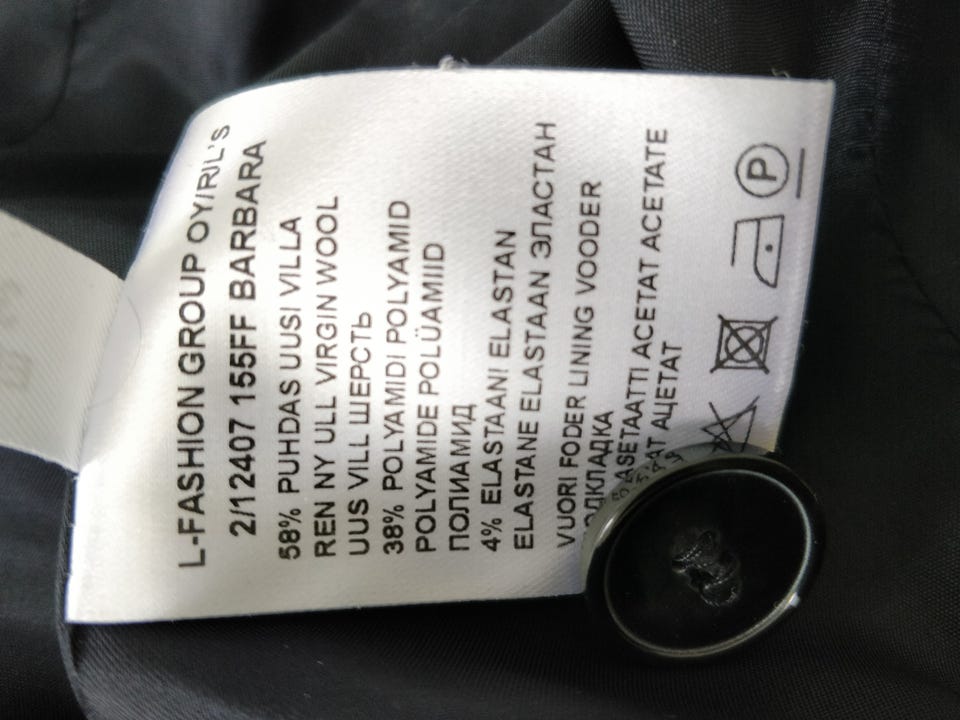 L-FASHION GROUP OY/RIL'S
2/12407 155FF BARBARA
58% PUHDAS UUSI VILLA
REN NY ULL VIRGIN WOOL
UUS VILL ШЕРСТЬ
38% POLYAMIDI POLYAMID
POLYAMIDE POLÜAMIID
ПОЛИАМИД
4% ELASTAANI ELASTAN
ELASTANE ELASTAAN ЭЛАСТАН
VUORI FODER LINING VOODER
ПОДКЛАДКА
ASETAATTI ACETAT ACETATE
АЦЕТАТ
P